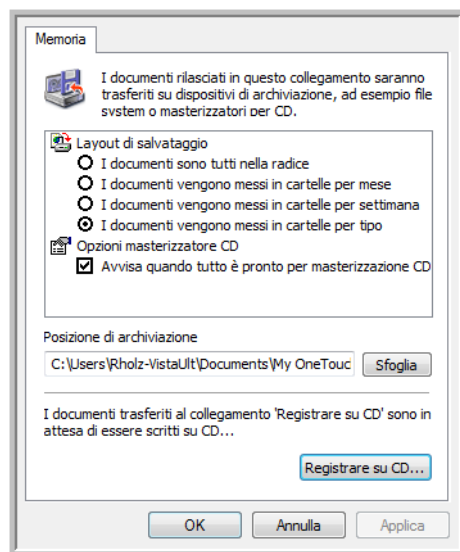 Memoria
I documenti rilasciati in questo collegamento saranno
trasferiti su dispositivi di archiviazione, ad esempio file
system o masterizzatori per CD.
Layout di salvataggio
I documenti sono tutti nella radice
I documenti vengono messi in cartelle per mese
I documenti vengono messi in cartelle per settimana
I documenti vengono messi in cartelle per tipo
Opzioni masterizzatore CD
Avvisa quando tutto è pronto per masterizzazione CD
Posizione di archiviazione
C:\Users\Rholz-VistaUlt\Documents\My OneTouc
Sfoglia
I documenti trasferiti al collegamento 'Registrare su CD' sono in
attesa di essere scritti su CD...
Registrare su CD...
OK
Annulla
Applica